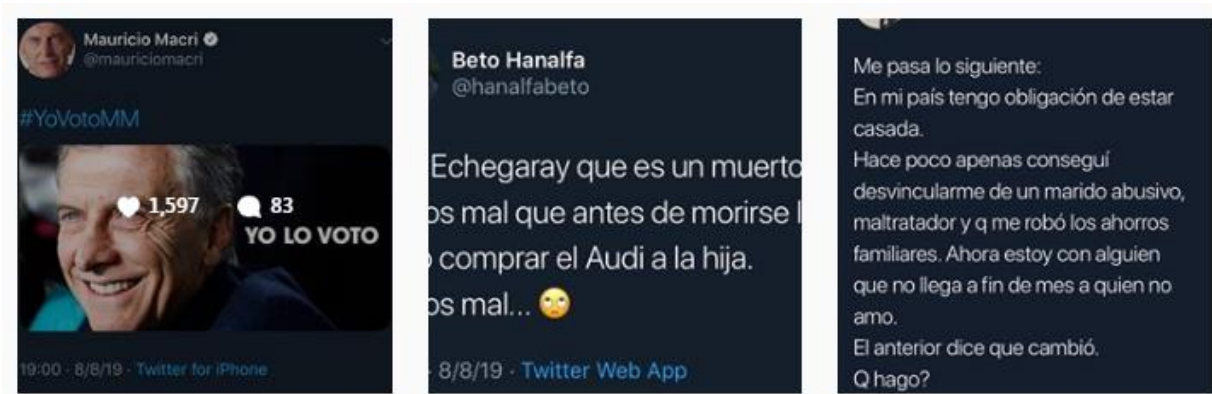 Mauricio Macri
@mauriciomacri
#YoVotoMM
1,597 83
YO LO VOTO
19:00 · 8/8/19 · Twitter for iPhone
Beto Hanalfa
@hanalfabeto
Echegaray que es un muerto
os mal que antes de morirse l
comprar el Audi a la hija.
os mal... 🙄
· 8/8/19 · Twitter Web App
Me pasa lo siguiente:
En mi país tengo obligación de estar
casada.
Hace poco apenas conseguí
desvincularme de un marido abusivo,
maltratador y q me robó los ahorros
familiares. Ahora estoy con alguien
que no llega a fin de mes a quien no
amo.
El anterior dice que cambió.
Q hago?